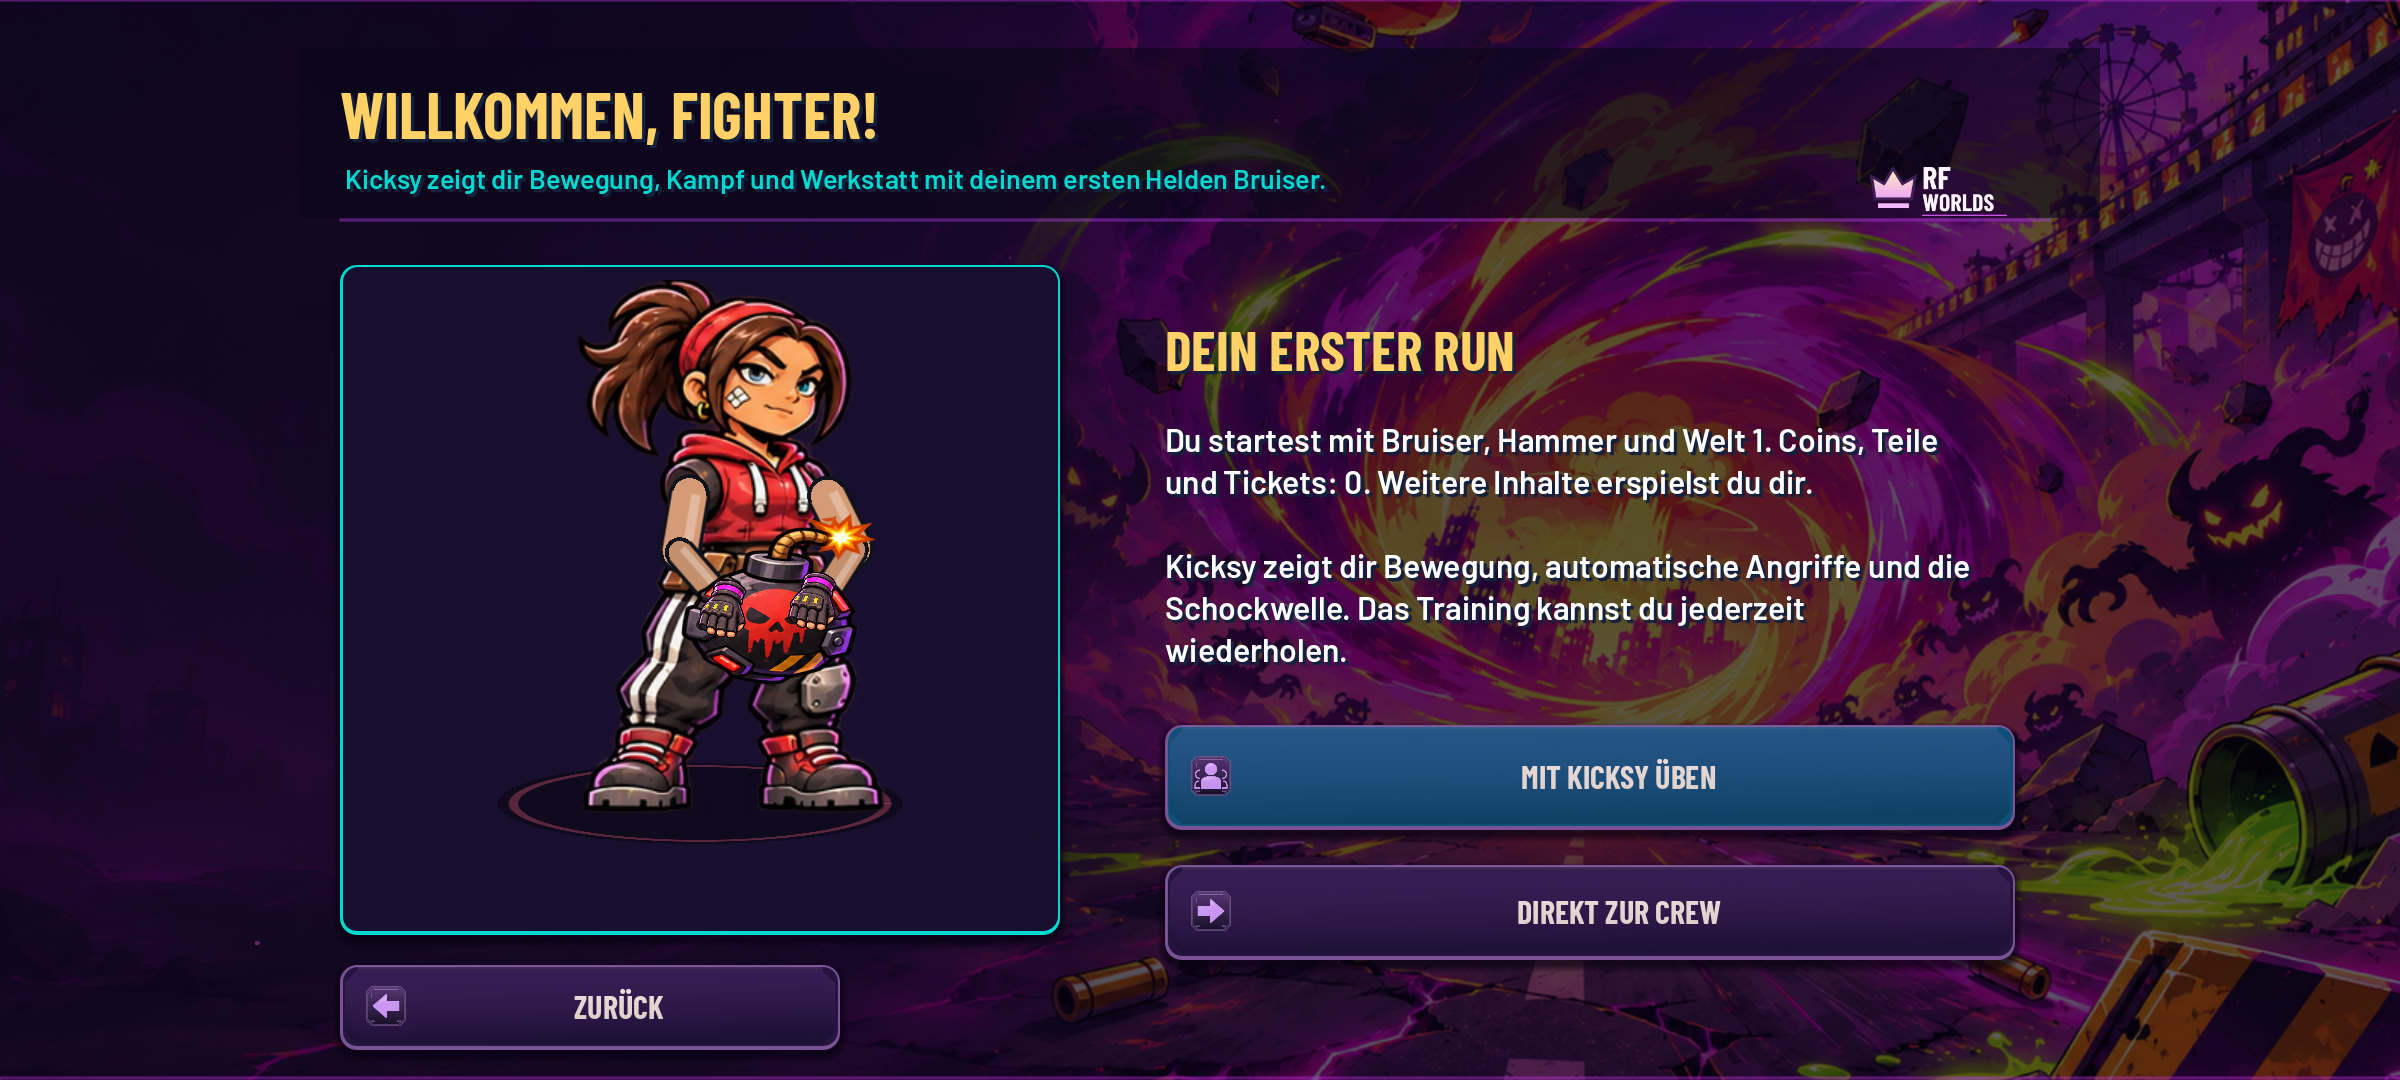 WILLKOMMEN, FIGHTER!
Kicksy zeigt dir Bewegung, Kampf und Werkstatt mit deinem ersten Helden Bruiser.
RF
WORLDS
DEIN ERSTER RUN
Du startest mit Bruiser, Hammer und Welt 1. Coins, Teile
und Tickets: 0. Weitere Inhalte erspielst du dir.
Kicksy zeigt dir Bewegung, automatische Angriffe und die
Schockwelle. Das Training kannst du jederzeit
wiederholen.
MIT KICKSY ÜBEN
DIREKT ZUR CREW
ZURÜCK